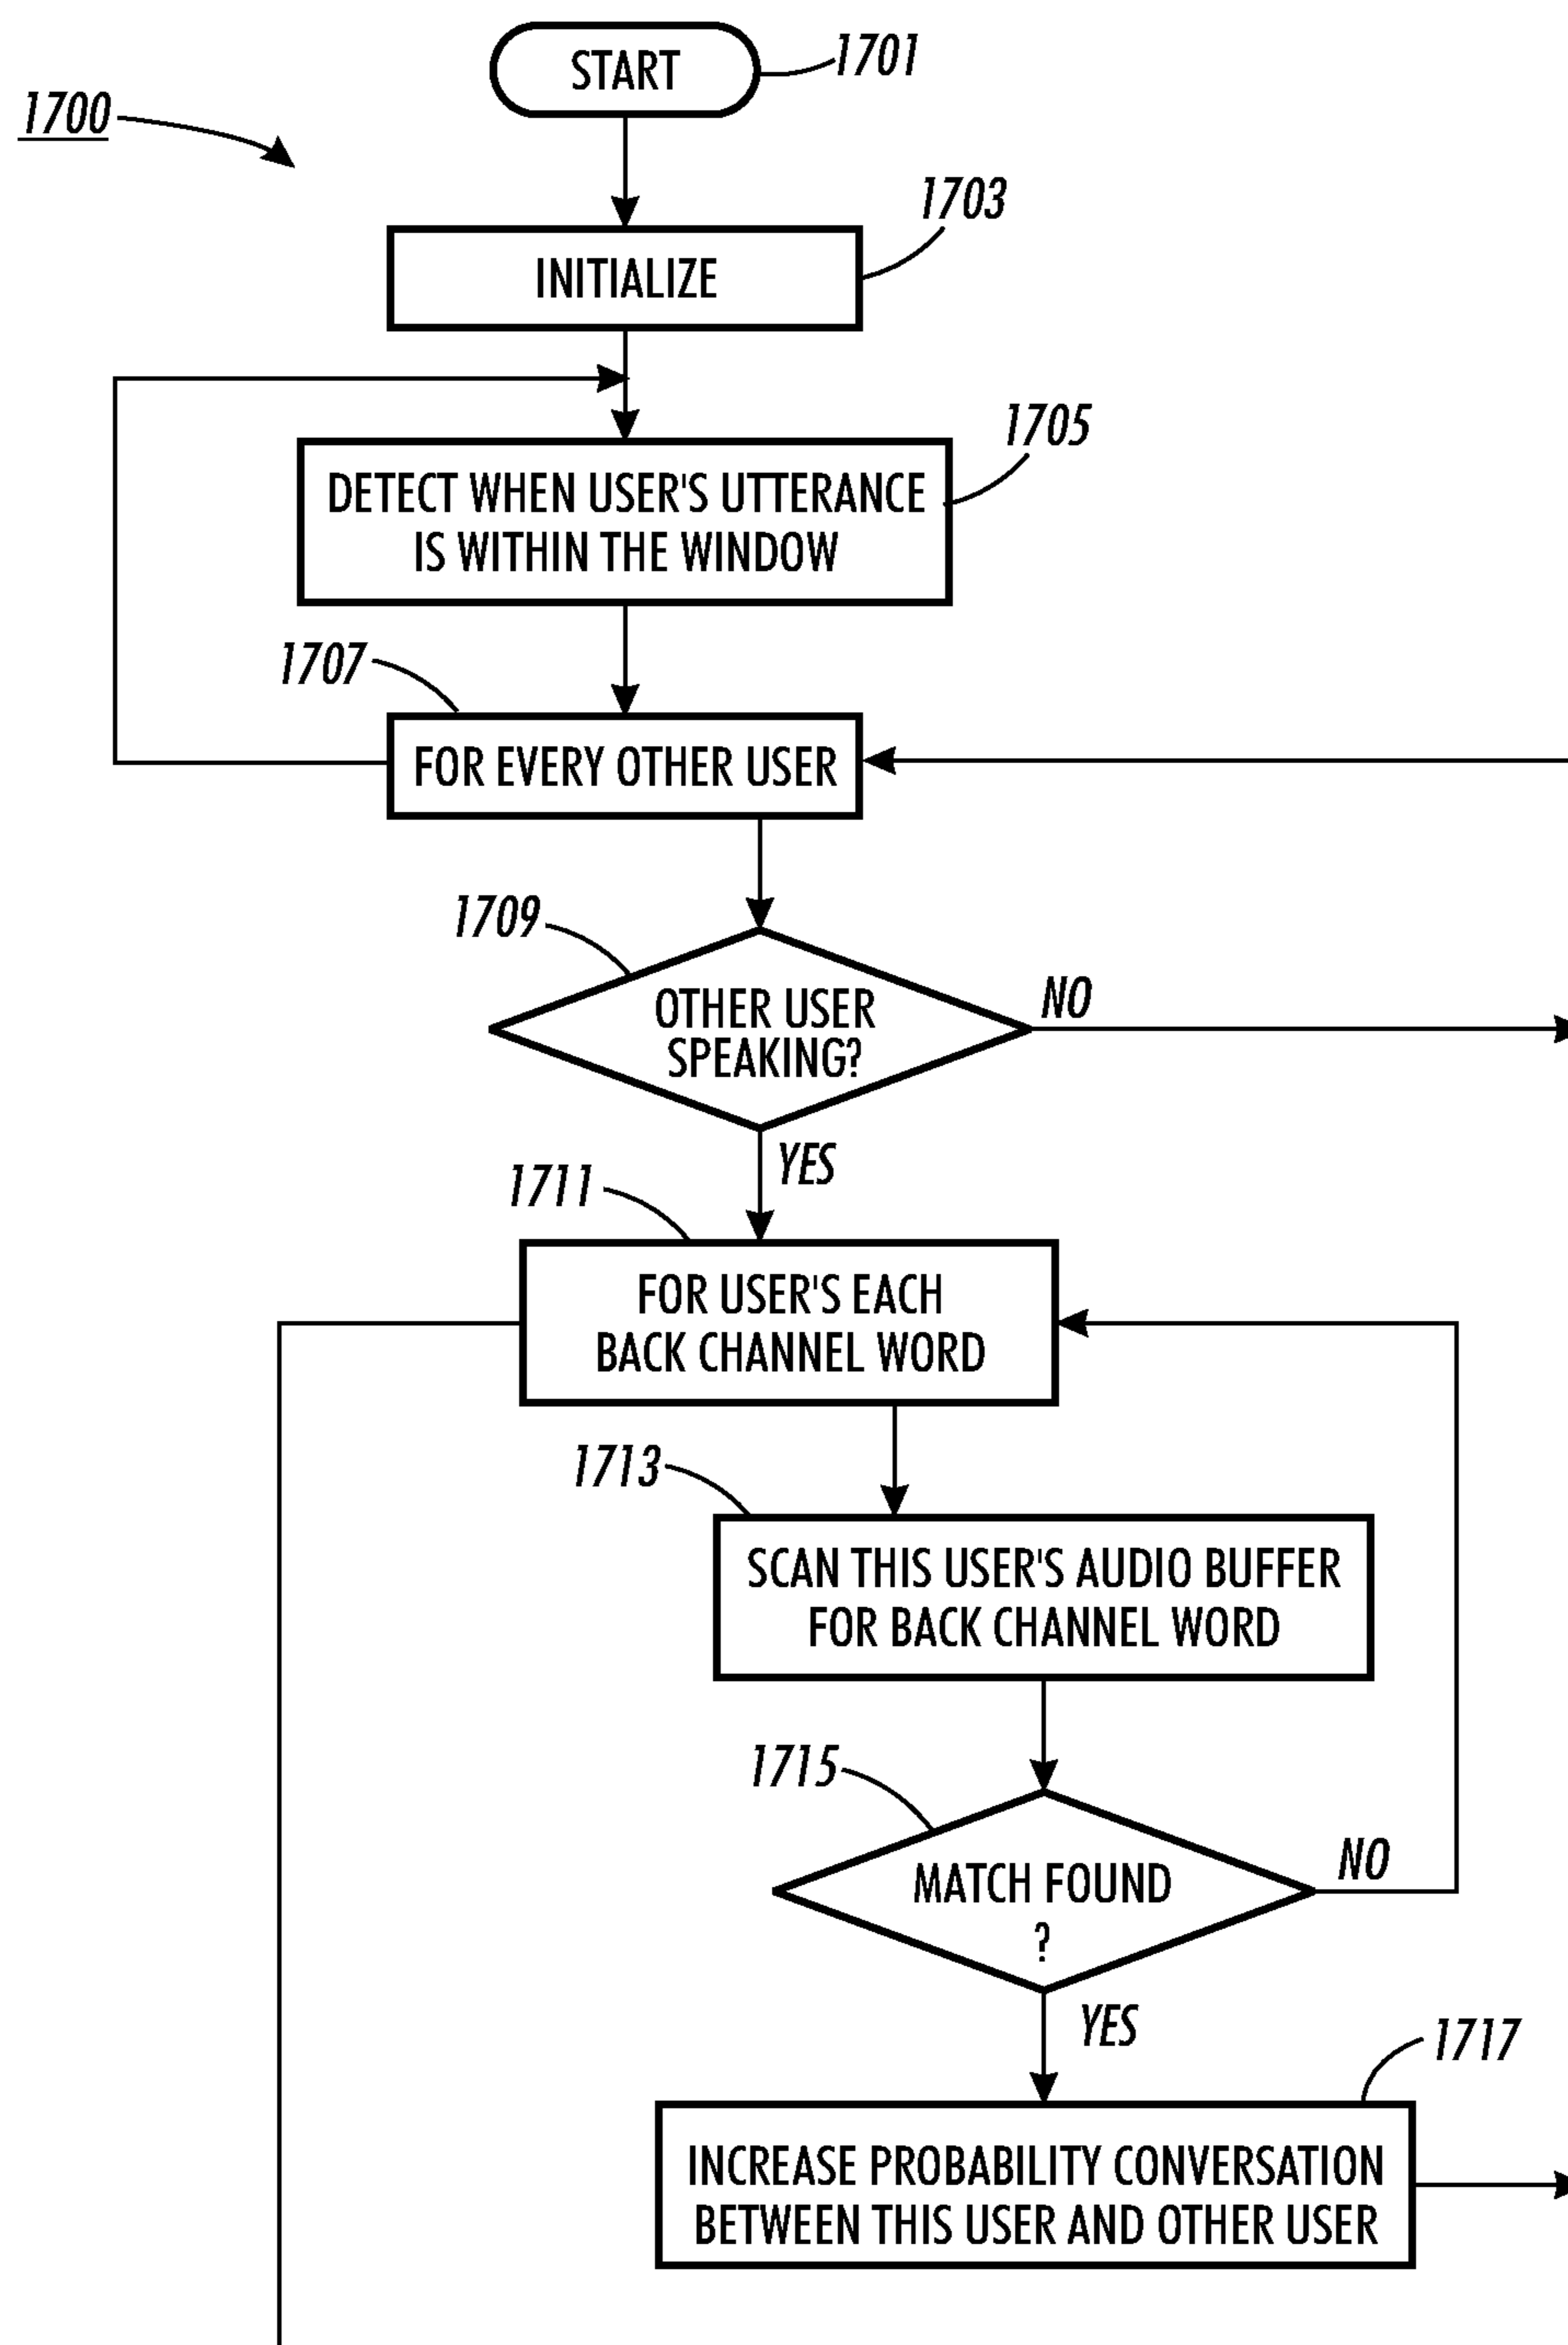 START
1701
1700
1703
INITIALIZE
1705
DETECT WHEN USER'S UTTERANCE
IS WITHIN THE WINDOW
1707
FOR EVERY OTHER USER
1709
OTHER USER
SPEAKING?
NO
YES
1711
FOR USER'S EACH
BACK CHANNEL WORD
1713
SCAN THIS USER'S AUDIO BUFFER
FOR BACK CHANNEL WORD
1715
MATCH FOUND
?
NO
YES
1717
INCREASE PROBABILITY CONVERSATION
BETWEEN THIS USER AND OTHER USER